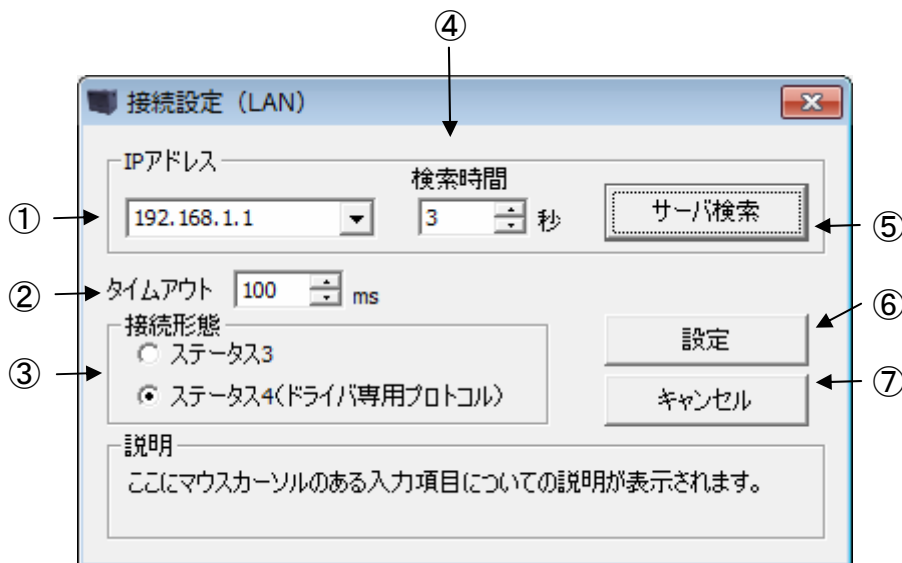 ④
接続設定（LAN）
IPアドレス
検索時間
① 192.168.1.1 3 秒 サーバ検索 ⑤
② タイムアウト 100 ms
接続形態
ステータス3
設定 ⑥
③
ステータス4(ドライバ専用プロトコル)
キャンセル ⑦
説明
ここにマウスカーソルのある入力項目についての説明が表示されます。